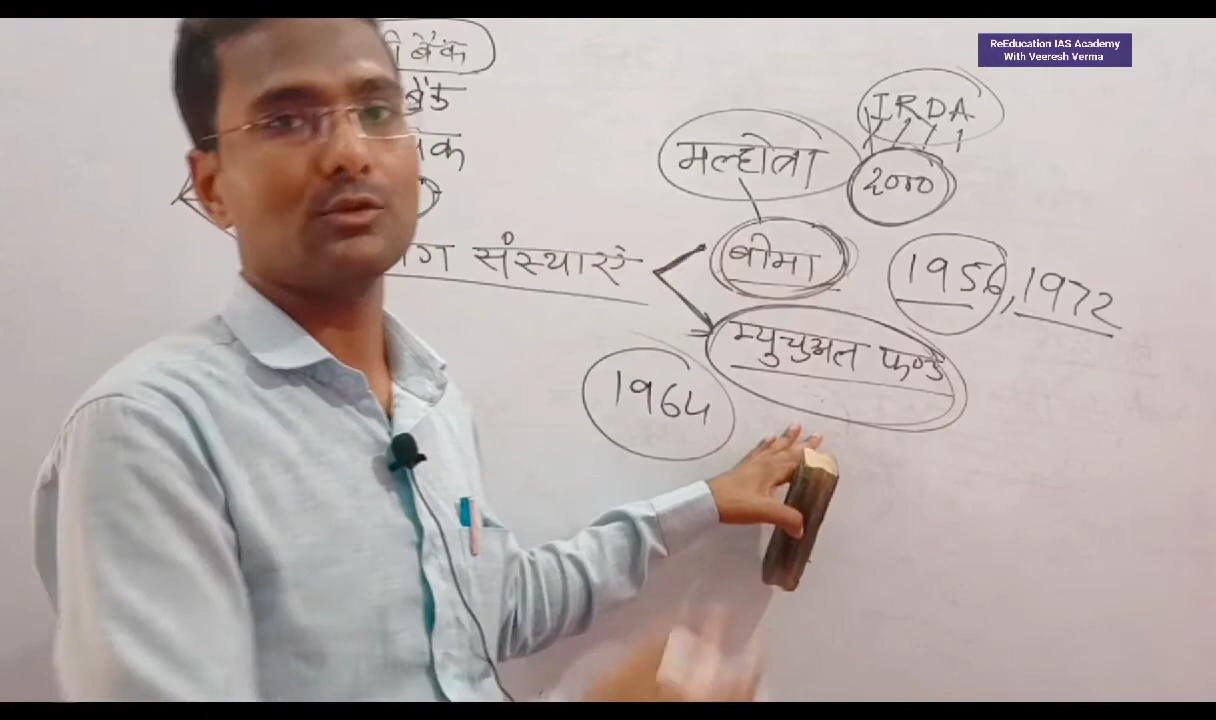 ReEducation IAS Academy
With Veeresh Verma
बैंक
IRDA
मल्होत्रा
2000
संस्थाएं
बीमा
1956, 1972
म्युचुअल फण्ड
1964